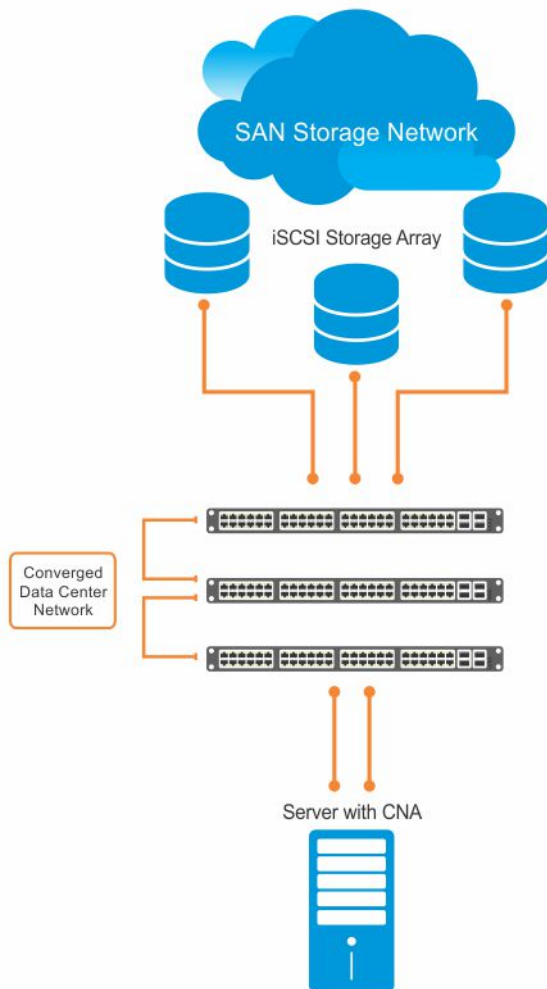 SAN Storage Network
iSCSI Storage Array
Converged
Data Center
Network
Server with CNA